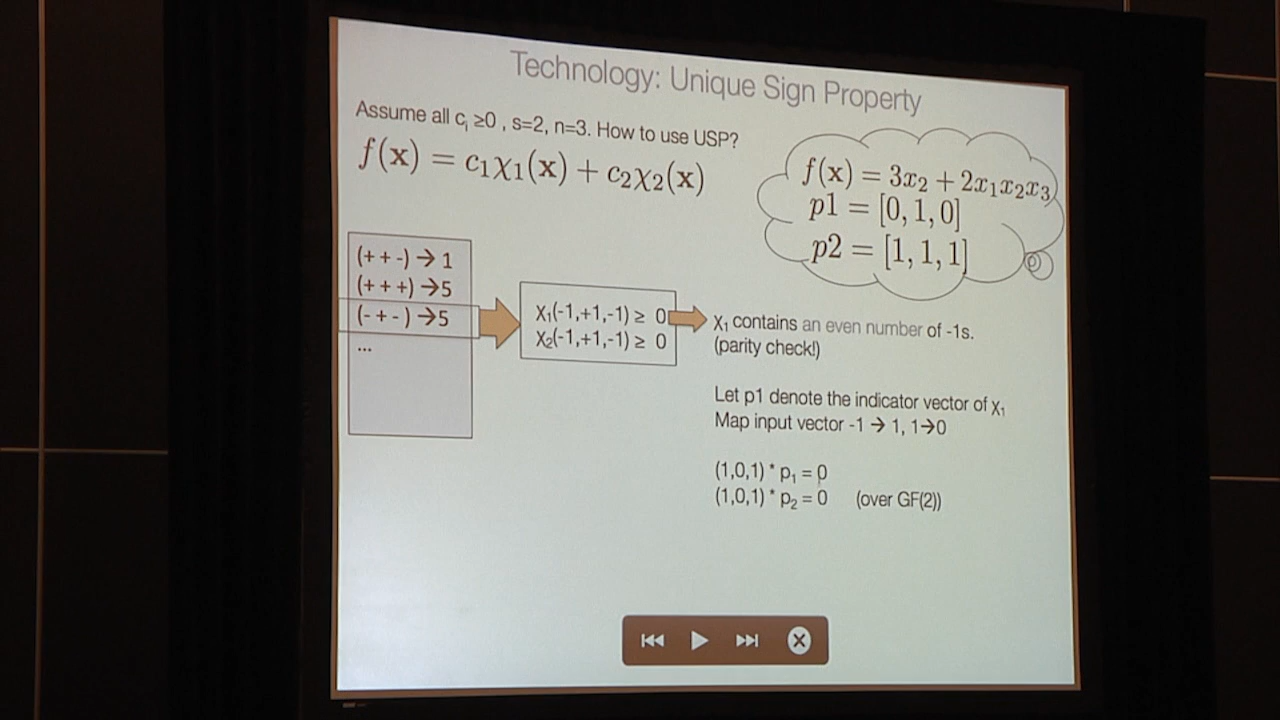 Technology: Unique Sign Property
Assume all cᵢ ≥0 , s=2, n=3. How to use USP?
f(x) = c₁χ₁(x) + c₂χ₂(x)
f(x) = 3x₂ + 2x₁x₂x₃
p1 = [0, 1, 0]
p2 = [1, 1, 1]
(+ + -) → 1
(+ + +) →5
(- + - ) →5
...
χ₁(-1,+1,-1) ≥ 0
χ₂(-1,+1,-1) ≥ 0
χ₁ contains an even number of -1s.
(parity check!)
Let p1 denote the indicator vector of χ₁
Map input vector -1 → 1, 1→0
(1,0,1) * p₁ = 0
(1,0,1) * p₂ = 0 (over GF(2))